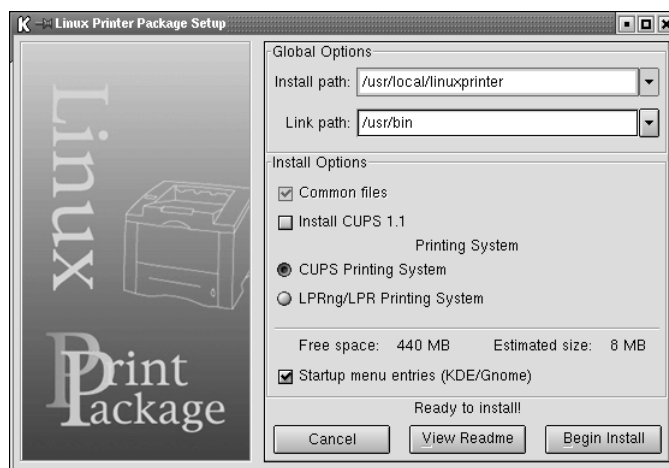 Linux Printer Package Setup
Linux
Print
Package
Global Options
Install path: /usr/local/linuxprinter
Link path: /usr/bin
Install Options
Common files
Install CUPS 1.1
Printing System
CUPS Printing System
LPRng/LPR Printing System
Free space: 440 MB Estimated size: 8 MB
Startup menu entries (KDE/Gnome)
Ready to install!
Cancel View Readme Begin Install